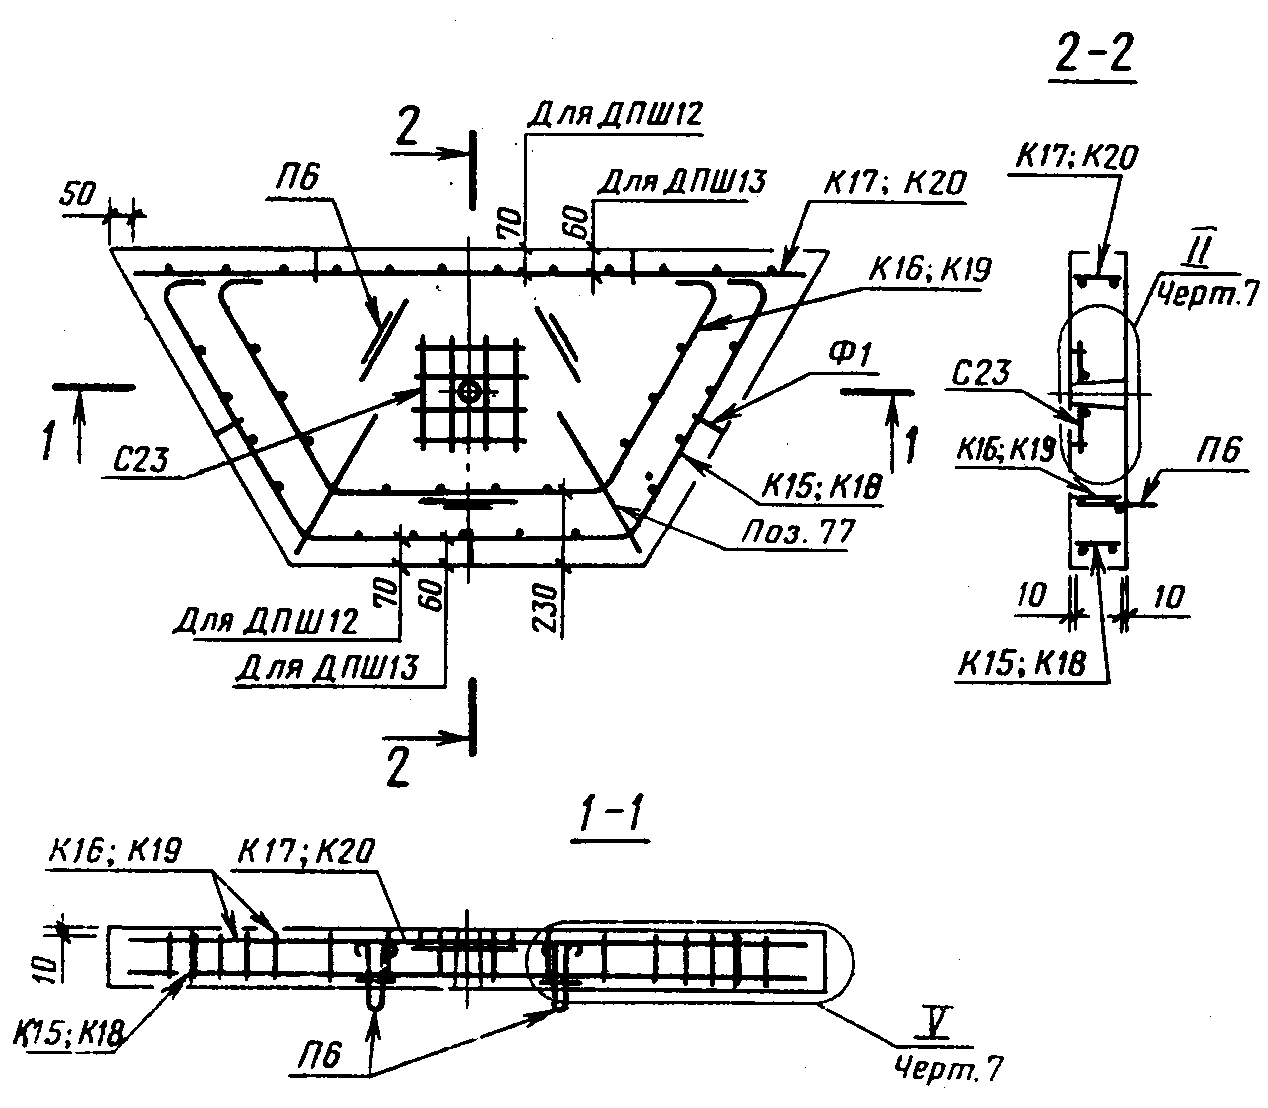 2-2
2
Для ДПШ12
К17; К20
П6
Для ДПШ13
К17; К20
50
70
60
II
Черт.7
К16; К19
Ф1
С23
1
1
К16; К19
П6
С23
К15; К18
Поз. 77
70
60
230
10
10
Для ДПШ12
Для ДПШ13
К15; К18
2
1-1
К16; К19
К17; К20
10
К15; К18
П6
V
Черт. 7